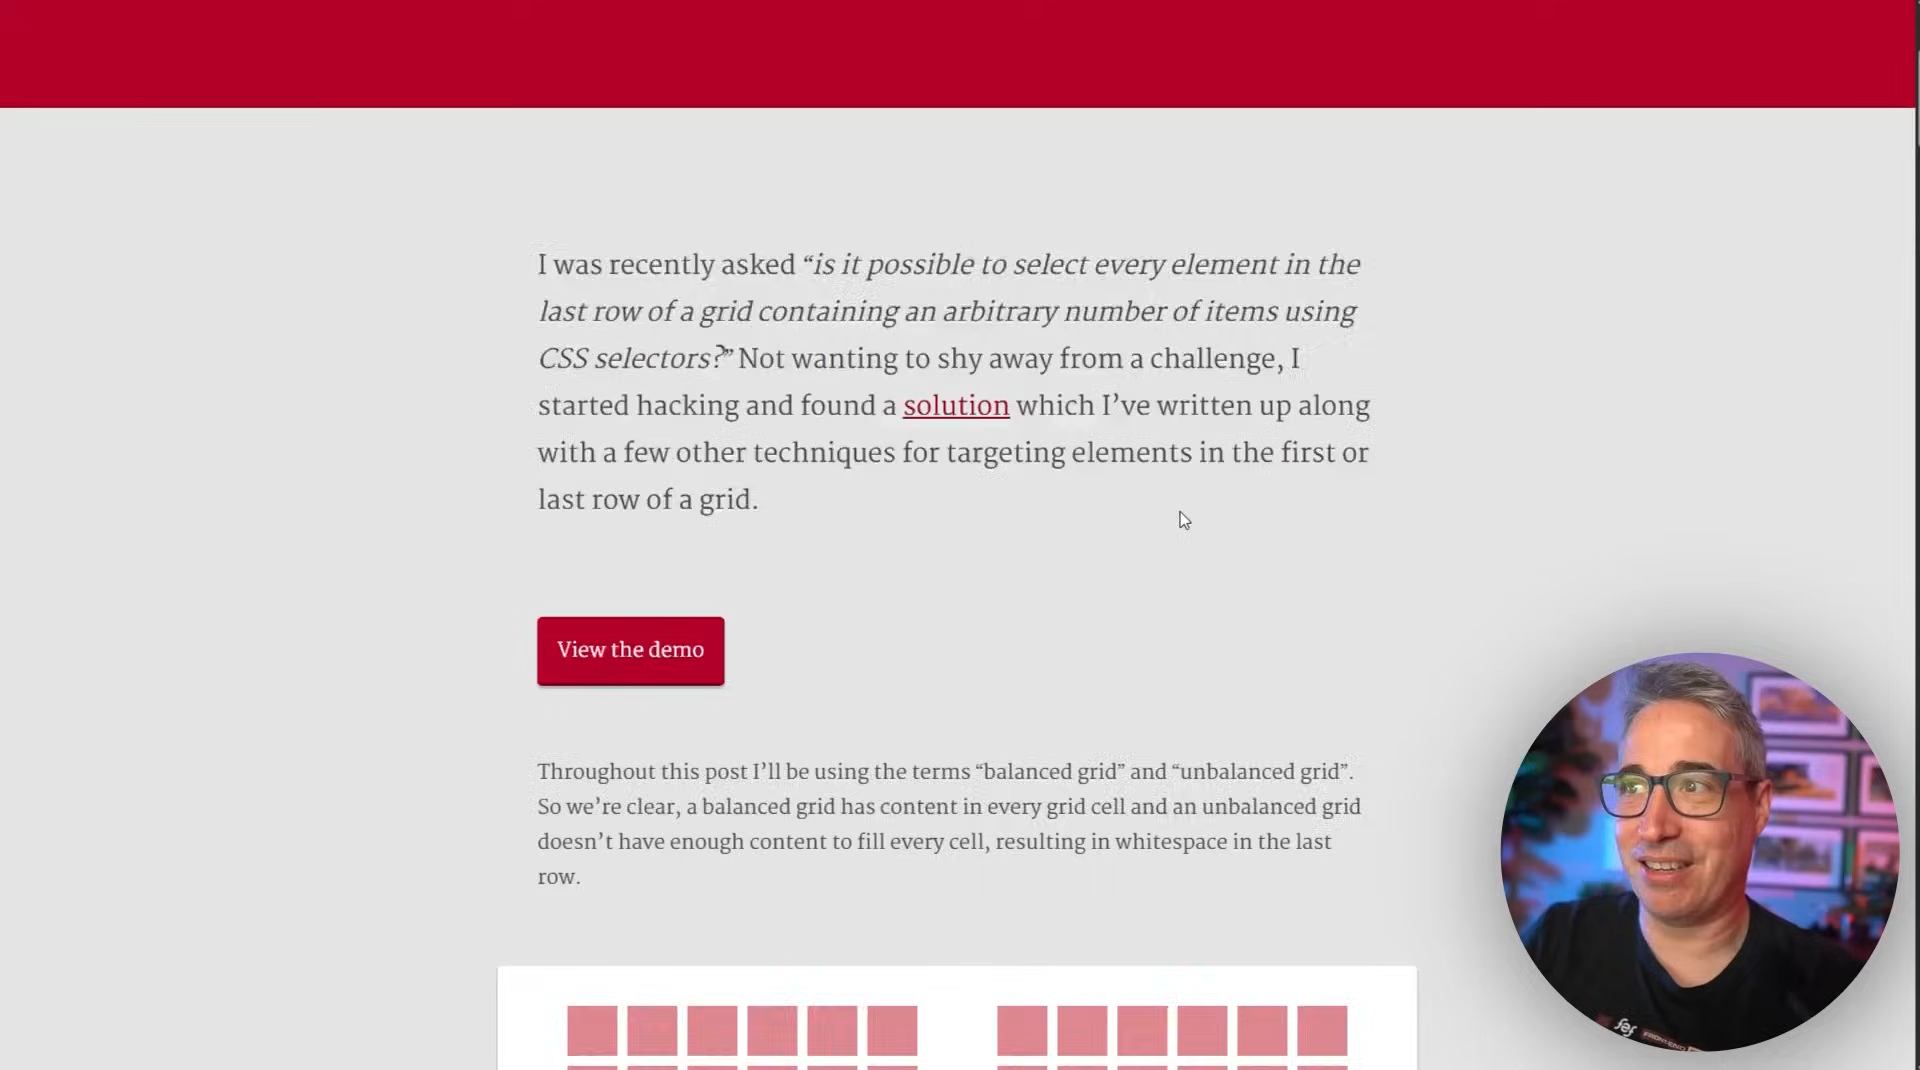 I was recently asked “is it possible to select every element in the
last row of a grid containing an arbitrary number of items using
CSS selectors?” Not wanting to shy away from a challenge, I
started hacking and found a solution which I’ve written up along
with a few other techniques for targeting elements in the first or
last row of a grid.
View the demo
Throughout this post I’ll be using the terms “balanced grid” and “unbalanced grid”.
So we’re clear, a balanced grid has content in every grid cell and an unbalanced grid
doesn’t have enough content to fill every cell, resulting in whitespace in the last
row.
fef
FRONT-END